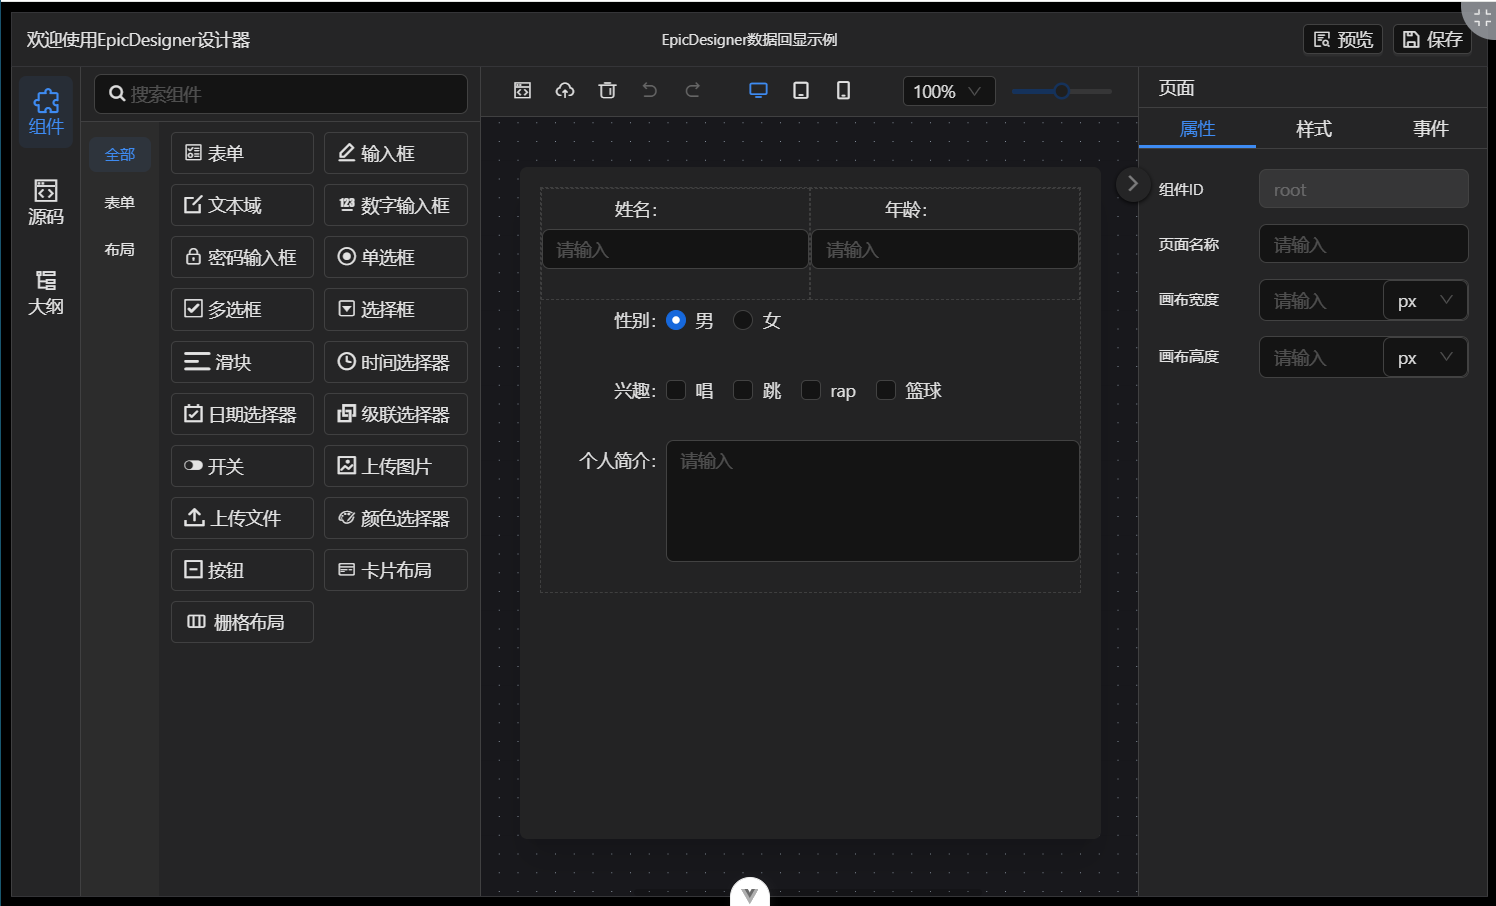 欢迎使用EpicDesigner设计器
EpicDesigner数据回显示例
预览
保存
组件
源码
大纲
搜索组件
全部
表单
布局
表单
输入框
文本域
数字输入框
密码输入框
单选框
多选框
选择框
滑块
时间选择器
日期选择器
级联选择器
开关
上传图片
上传文件
颜色选择器
按钮
卡片布局
栅格布局
100%
姓名:
年龄:
请输入
请输入
性别: 男 女
兴趣: 唱 跳 rap 篮球
个人简介: 请输入
页面
属性 样式 事件
组件ID root
页面名称 请输入
画布宽度 请输入 px
画布高度 请输入 px